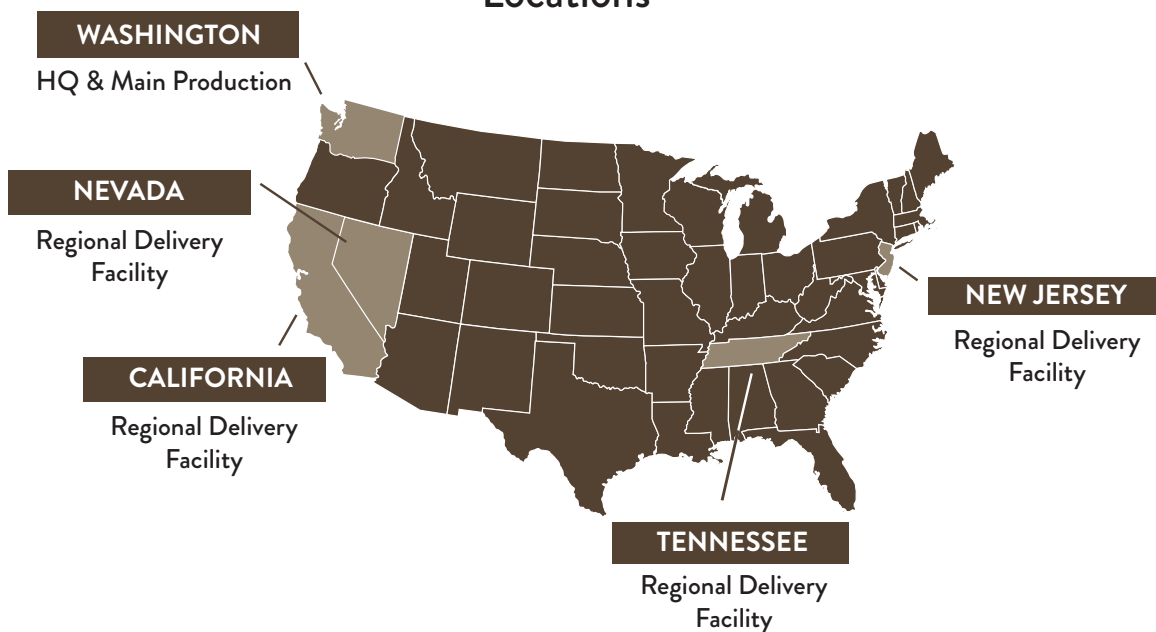 Locations
WASHINGTON
HQ & Main Production
NEVADA
Regional Delivery
Facility
CALIFORNIA
Regional Delivery
Facility
NEW JERSEY
Regional Delivery
Facility
TENNESSEE
Regional Delivery
Facility